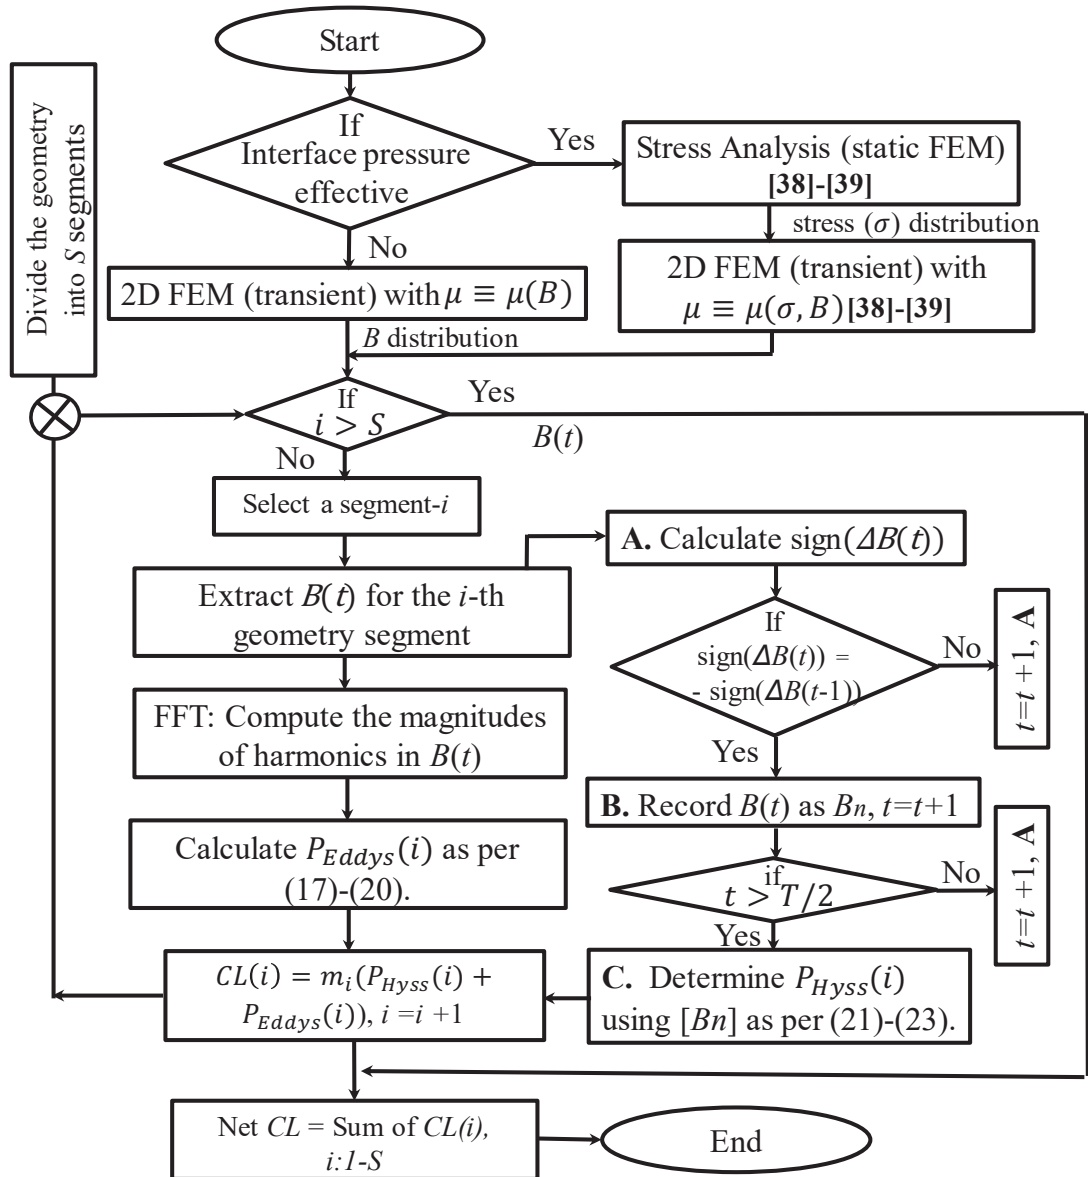 Start
Divide the geometry
into S segments
If
Interface pressure
effective
Yes
Stress Analysis (static FEM)
[38]-[39]
stress (σ) distribution
No
2D FEM (transient) with μ ≡ μ(B)
2D FEM (transient) with
μ ≡ μ(σ, B)[38]-[39]
B distribution
If
i > S
Yes
B(t)
No
Select a segment-i
Extract B(t) for the i-th
geometry segment
FFT: Compute the magnitudes
of harmonics in B(t)
Calculate P_Eddys(i) as per
(17)-(20).
CL(i) = m_i(P_Hyss(i) +
P_Eddys(i)), i =i +1
A. Calculate sign(ΔB(t))
If
sign(ΔB(t)) =
- sign(ΔB(t-1))
No
t=t +1, A
Yes
B. Record B(t) as Bn, t=t+1
if
t > T/2
No
t=t +1, A
Yes
C. Determine P_Hyss(i)
using [Bn] as per (21)-(23).
Net CL = Sum of CL(i),
i:1-S
End